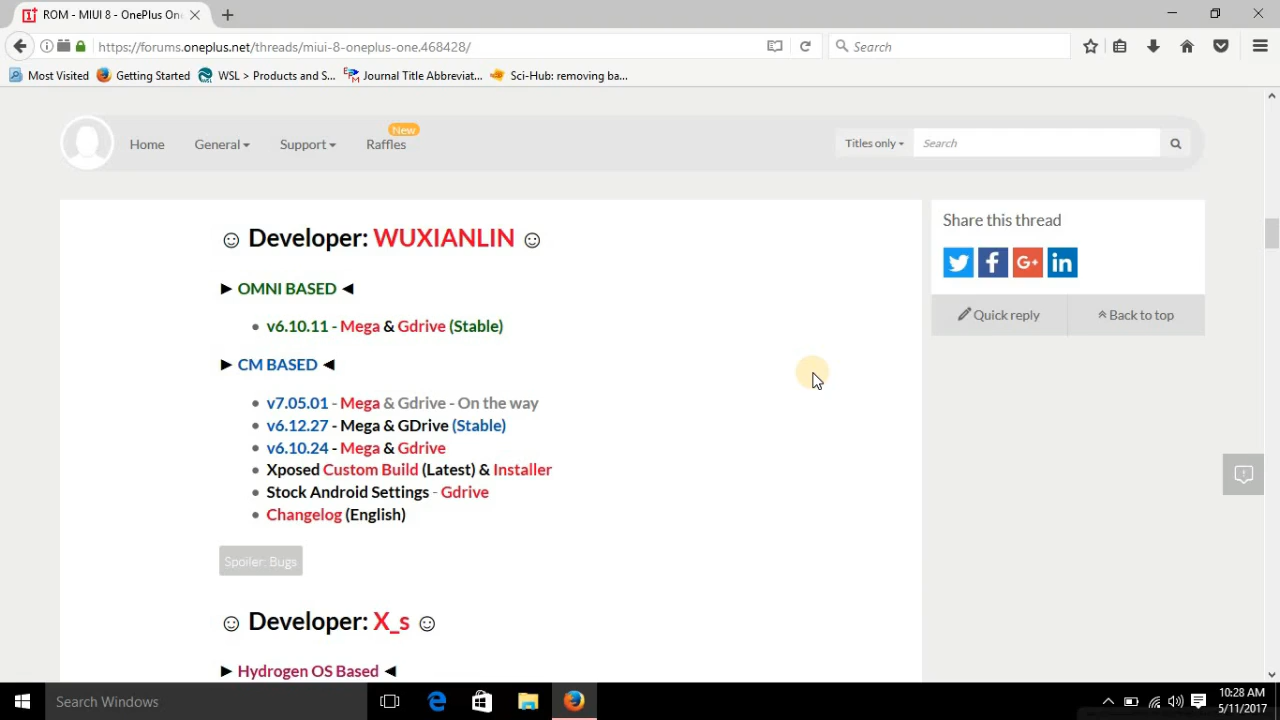 ROM - MIUI 8 - OnePlus On
https://forums.oneplus.net/threads/miui-8-oneplus-one.468428/
Search
Most Visited
Getting Started
WSL > Products and S...
Journal Title Abbreviat...
Sci-Hub: removing ba...
Home
General
Support
New
Raffles
Titles only
Search
☺ Developer: WUXIANLIN ☺
► OMNI BASED ◄
• v6.10.11 - Mega & Gdrive (Stable)
► CM BASED ◄
• v7.05.01 - Mega & Gdrive - On the way
• v6.12.27 - Mega & GDrive (Stable)
• v6.10.24 - Mega & Gdrive
• Xposed Custom Build (Latest) & Installer
• Stock Android Settings - Gdrive
• Changelog (English)
Spoiler: Bugs
☺ Developer: X_s ☺
► Hydrogen OS Based ◄
Share this thread
Quick reply
Back to top
Search Windows
10:28 AM
5/11/2017